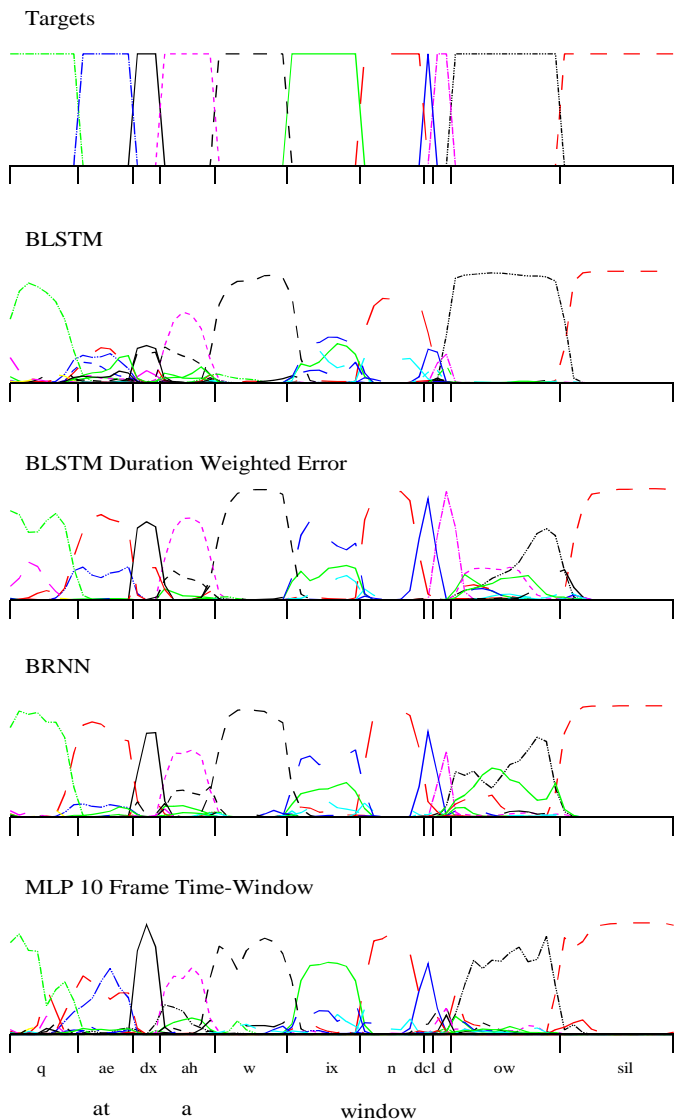 Targets
BLSTM
BLSTM Duration Weighted Error
BRNN
MLP 10 Frame Time-Window
q ae dx ah w ix n dcl d ow sil
at a window